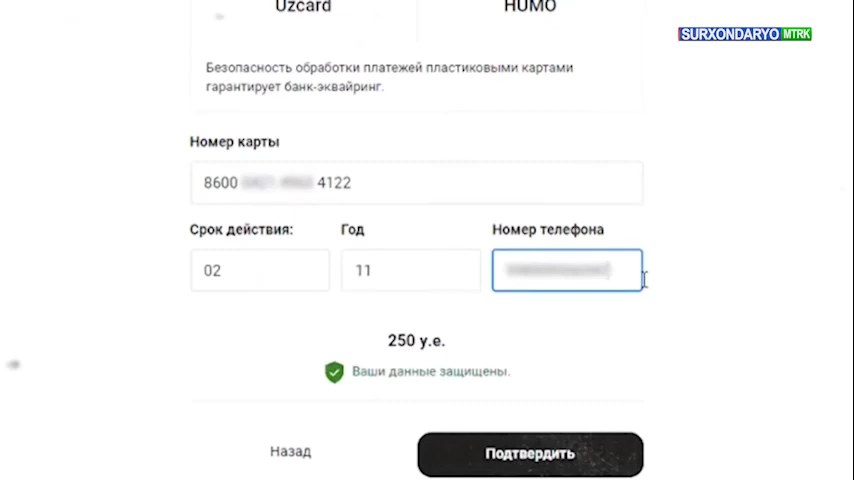 Uzcard
HUMO
SURXONDARYO MTRK
Безопасность обработки платежей пластиковыми картами
гарантирует банк-эквайринг.
Номер карты
8600 4122
Срок действия:
Год
Номер телефона
02
11
250 у.е.
Ваши данные защищены.
Назад
Подтвердить